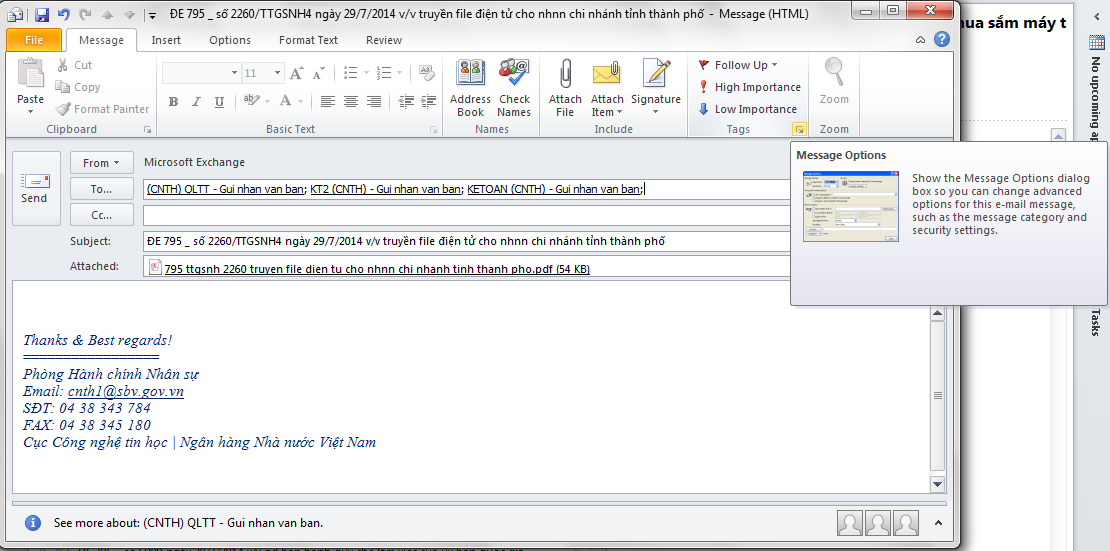 ĐE 795 _ số 2260/TTGSNH4 ngày 29/7/2014 v/v truyền file điện tử cho nhnn chi nhánh tỉnh thành phố - Message (HTML)
nua sắm máy t
File Message Insert Options Format Text Review
Cut
Copy
Format Painter
Paste
11
B I U
Address Book
Check Names
Attach File
Attach Item
Signature
Follow Up
High Importance
Low Importance
Zoom
Clipboard Basic Text Names Include Tags Zoom
No upcoming ap
Message Options
Show the Message Options dialog
box so you can change advanced
options for this e-mail message,
such as the message category and
security settings.
From Microsoft Exchange
Send
To... (CNTH) QLTT - Gui nhan van ban; KT2 (CNTH) - Gui nhan van ban; KETOAN (CNTH) - Gui nhan van ban;
Cc...
Subject: ĐE 795 _ số 2260/TTGSNH4 ngày 29/7/2014 v/v truyền file điện tử cho nhnn chi nhánh tỉnh thành phố
Attached: 795 ttgsnh 2260 truyen file dien tu cho nhnn chi nhanh tinh thanh pho.pdf (54 KB)
Tasks
Thanks & Best regards!
=================
Phòng Hành chính Nhân sự
Email: cnth1@sbv.gov.vn
SĐT: 04 38 343 784
FAX: 04 38 345 180
Cục Công nghệ tin học | Ngân hàng Nhà nước Việt Nam
See more about: (CNTH) QLTT - Gui nhan van ban.